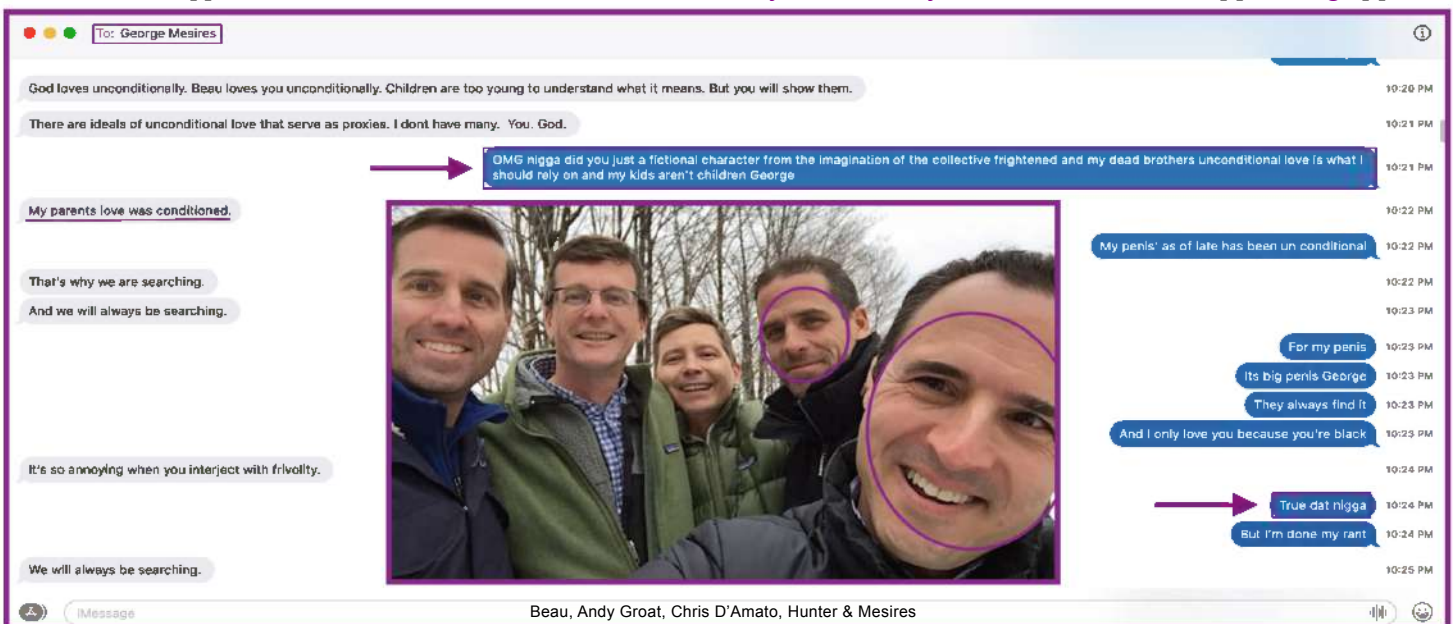 To: George Mesires
10:20 PM
God loves unconditionally. Beau loves you unconditionally. Children are too young to understand what it means. But you will show them.
10:21 PM
There are ideals of unconditional love that serve as proxies. I dont have many. You. God.
OMG nigga did you just a fictional character from the imagination of the collective frightened and my dead brothers unconditional love is what I
should rely on and my kids aren't children George
10:21 PM
My parents love was conditioned.
10:22 PM
My penis' as of late has been un conditional
10:22 PM
That's why we are searching.
10:22 PM
And we will always be searching.
10:23 PM
For my penis
10:23 PM
Its big penis George
10:23 PM
They always find it
10:23 PM
And I only love you because you're black
10:23 PM
It's so annoying when you interject with frivolity.
10:24 PM
True dat nigga
10:24 PM
But I'm done my rant
10:24 PM
We will always be searching.
10:25 PM
iMessage
Beau, Andy Groat, Chris D'Amato, Hunter & Mesires